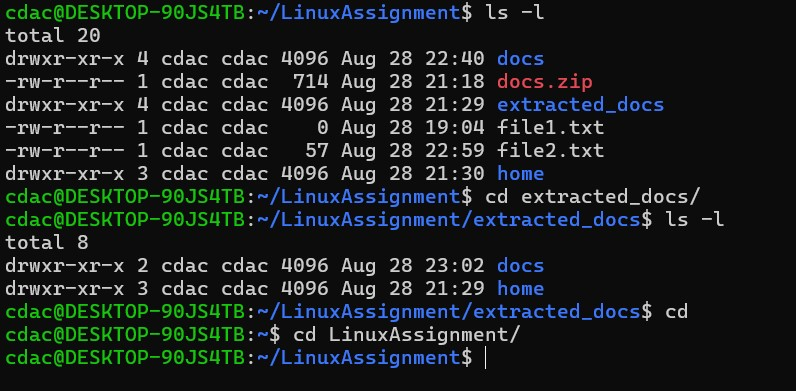 cdac@DESKTOP-90JS4TB:~/LinuxAssignment$ ls -l
total 20
drwxr-xr-x 4 cdac cdac 4096 Aug 28 22:40 docs
-rw-r--r-- 1 cdac cdac  714 Aug 28 21:18 docs.zip
drwxr-xr-x 4 cdac cdac 4096 Aug 28 21:29 extracted_docs
-rw-r--r-- 1 cdac cdac    0 Aug 28 19:04 file1.txt
-rw-r--r-- 1 cdac cdac   57 Aug 28 22:59 file2.txt
drwxr-xr-x 3 cdac cdac 4096 Aug 28 21:30 home
cdac@DESKTOP-90JS4TB:~/LinuxAssignment$ cd extracted_docs/
cdac@DESKTOP-90JS4TB:~/LinuxAssignment/extracted_docs$ ls -l
total 8
drwxr-xr-x 2 cdac cdac 4096 Aug 28 23:02 docs
drwxr-xr-x 3 cdac cdac 4096 Aug 28 21:29 home
cdac@DESKTOP-90JS4TB:~/LinuxAssignment/extracted_docs$ cd
cdac@DESKTOP-90JS4TB:~$ cd LinuxAssignment/
cdac@DESKTOP-90JS4TB:~/LinuxAssignment$